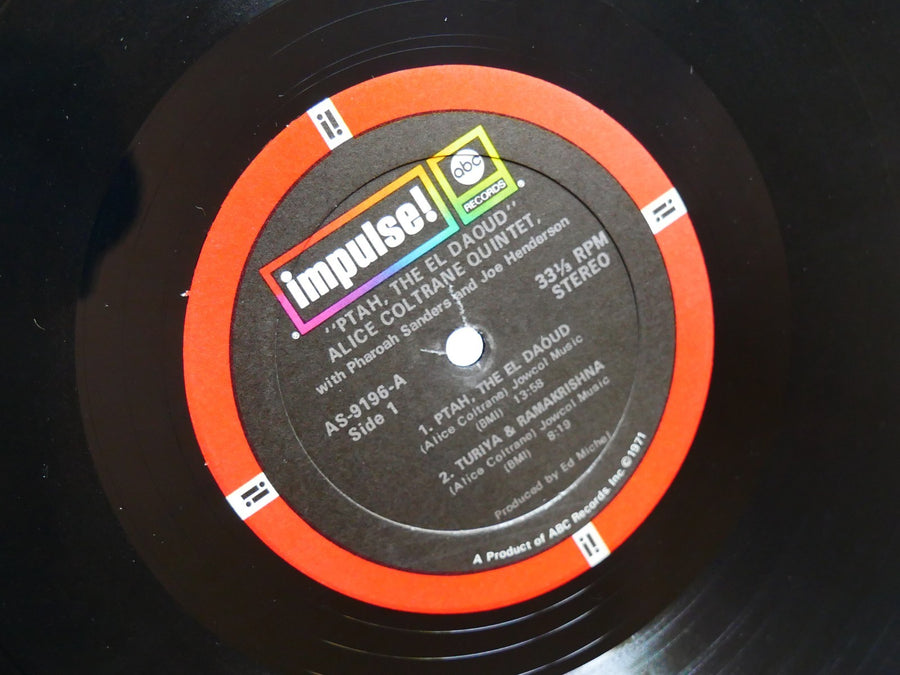 impulse!
abc
RECORDS
"PTAH, THE EL DAOUD"
ALICE COLTRANE QUINTET,
with Pharoah Sanders and Joe Henderson
33⅓ RPM
STEREO
AS-9196-A
Side 1
1. PTAH, THE EL DAÒUD
(Alice Coltrane) Jowcol Music
(BMI) 13:58
2. TURIYA & RAMAKRISHNA
(Alice Coltrane) Jowcol Music
(BMI) 8:19
Produced by Ed Michel
A Product of ABC Records, Inc. © 1971
i!
i!
i!
i!